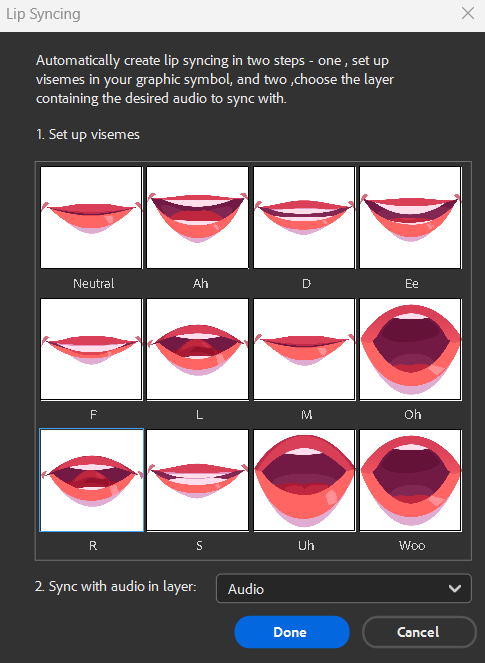 Lip Syncing
Automatically create lip syncing in two steps - one , set up
visemes in your graphic symbol, and two ,choose the layer
containing the desired audio to sync with.
1. Set up visemes
Neutral
Ah
D
Ee
F
L
M
Oh
R
S
Uh
Woo
2. Sync with audio in layer:
Audio
Done
Cancel